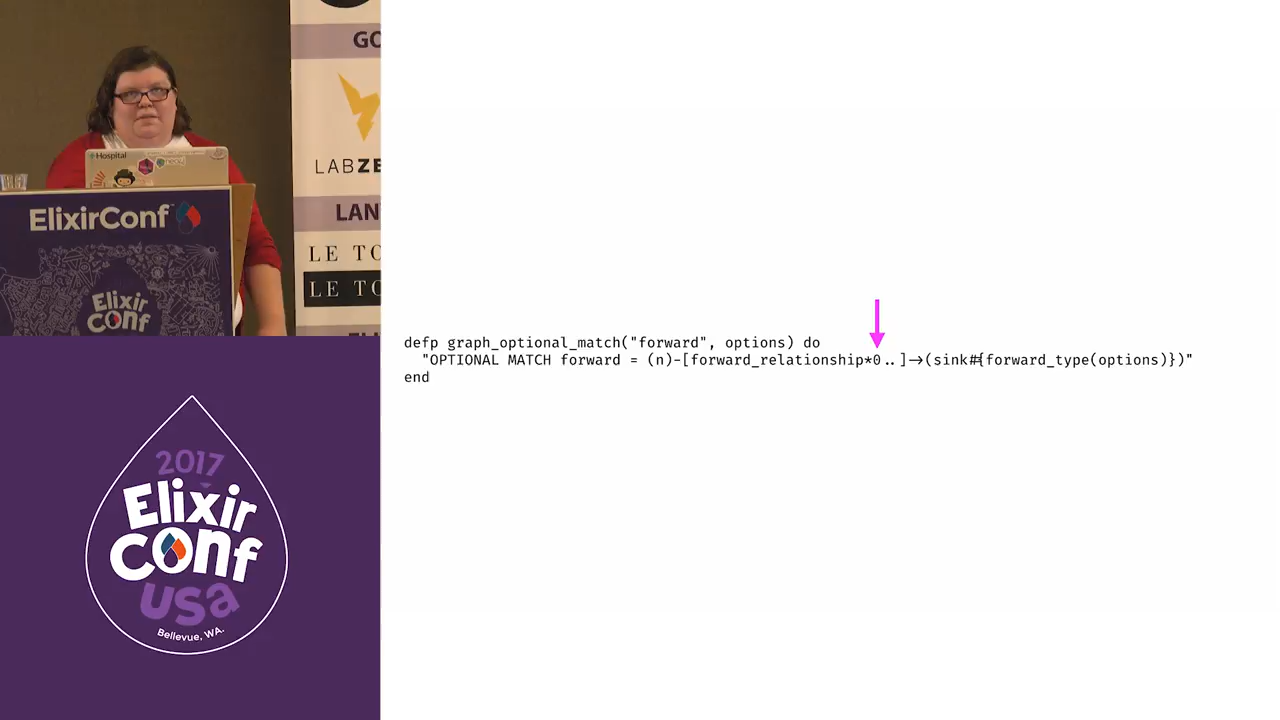 GO
LABZE
LAN
LE TO
LE TO
Hospital
ElixirConf
Elixir
Conf
defp graph_optional_match("forward", options) do
"OPTIONAL MATCH forward = (n)-[forward_relationship*0..]->(sink#{forward_type(options)})"
end
2017
Elixir
Conf
USA
Bellevue, WA.